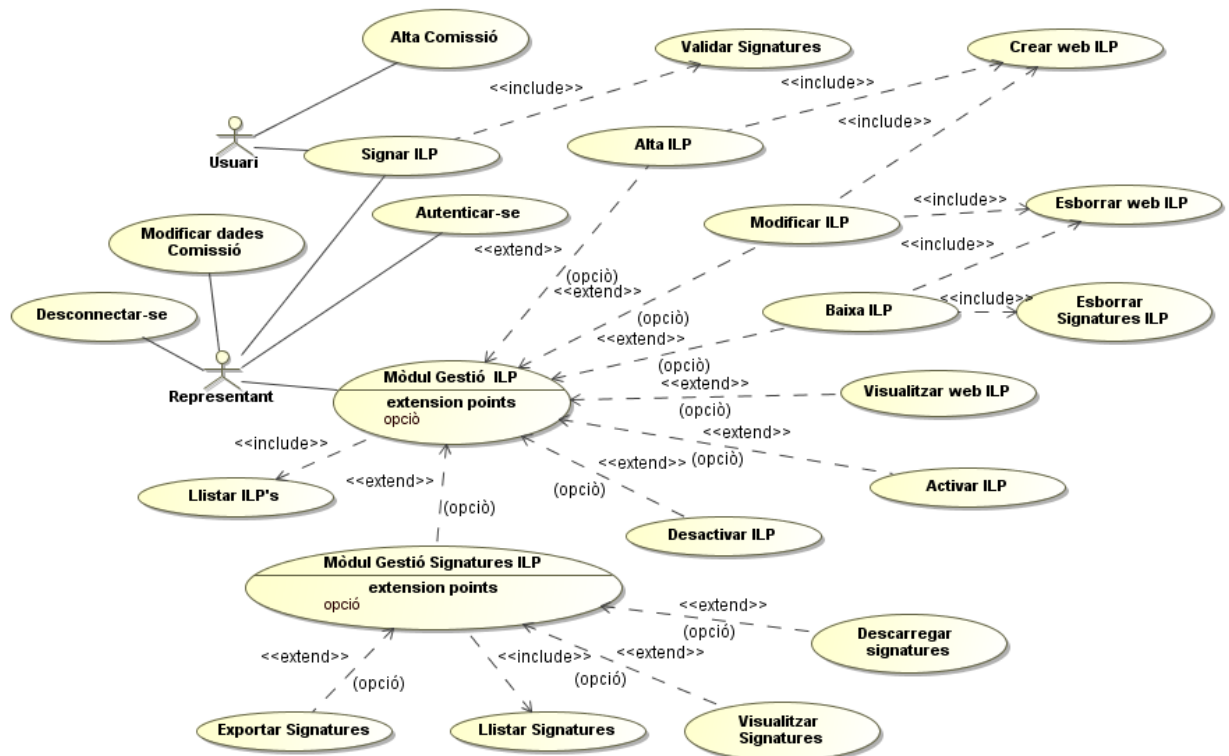 Alta Comissió
Validar Signatures
Crear web ILP
<<include>>
<<include>>
<<include>>
Usuari
Signar ILP
Alta ILP
Autenticar-se
Modificar ILP
<<include>>
Esborrar web ILP
Modificar dades
Comissió
<<extend>>
<<include>>
(opciò)
<<extend>>
<<include>>
Desconnectar-se
Baixa ILP
Esborrar
Signatures ILP
(opciò)
<<extend>>
(opciò)
Representant
Mòdul Gestió ILP
extension points
opciò
<<extend>>
(opciò)
Visualitzar web ILP
<<include>>
<<extend>>
(opciò)
<<extend>>
(opciò)
<<extend>>
Llistar ILP's
Activar ILP
(opciò)
Desactivar ILP
Mòdul Gestió Signatures ILP
extension points
opció
<<extend>>
(opció)
Descarregar
signatures
<<extend>>
(opció)
<<include>>
<<extend>>
(opció)
Exportar Signatures
Llistar Signatures
Visualitzar
Signatures